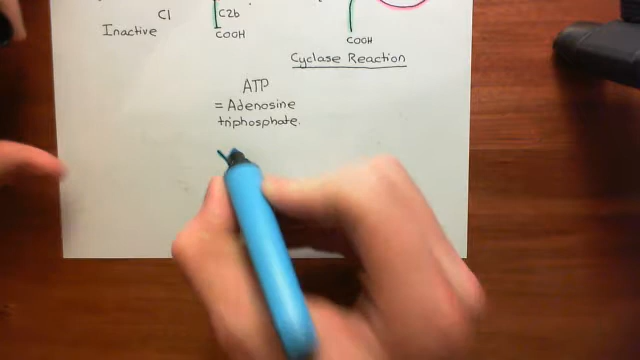 C1
C2b
Inactive
COOH
COOH
Cyclase Reaction
ATP
= Adenosine
triphosphate.